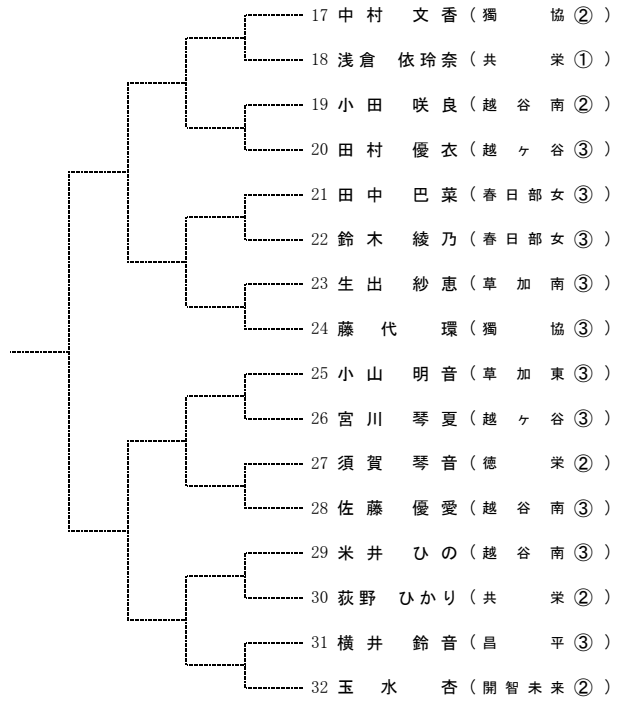 17 中村 文香 ( 獨 協 ② )
18 浅倉 依玲奈 ( 共 栄 ① )
19 小田 咲良 ( 越 谷 南 ② )
20 田村 優衣 ( 越 ヶ 谷 ③ )
21 田中 巴菜 ( 春日部女 ③ )
22 鈴木 綾乃 ( 春日部女 ③ )
23 生出 紗恵 ( 草 加 南 ③ )
24 藤代 環 ( 獨 協 ③ )
25 小山 明音 ( 草 加 東 ③ )
26 宮川 琴夏 ( 越 ヶ 谷 ③ )
27 須賀 琴音 ( 徳 栄 ② )
28 佐藤 優愛 ( 越 谷 南 ③ )
29 米井 ひの ( 越 谷 南 ③ )
30 荻野 ひかり ( 共 栄 ② )
31 横井 鈴音 ( 昌 平 ③ )
32 玉水 杏 ( 開智未来 ② )